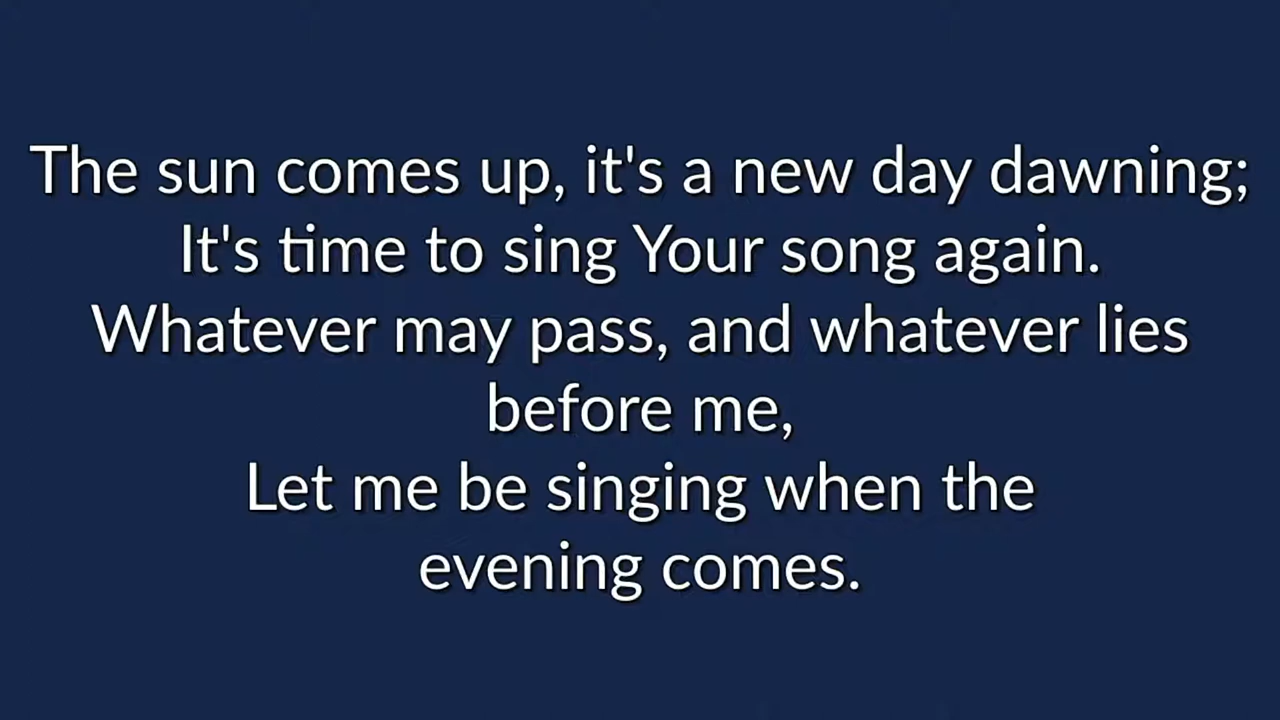 The sun comes up, it's a new day dawning;
It's time to sing Your song again.
Whatever may pass, and whatever lies
before me,
Let me be singing when the
evening comes.